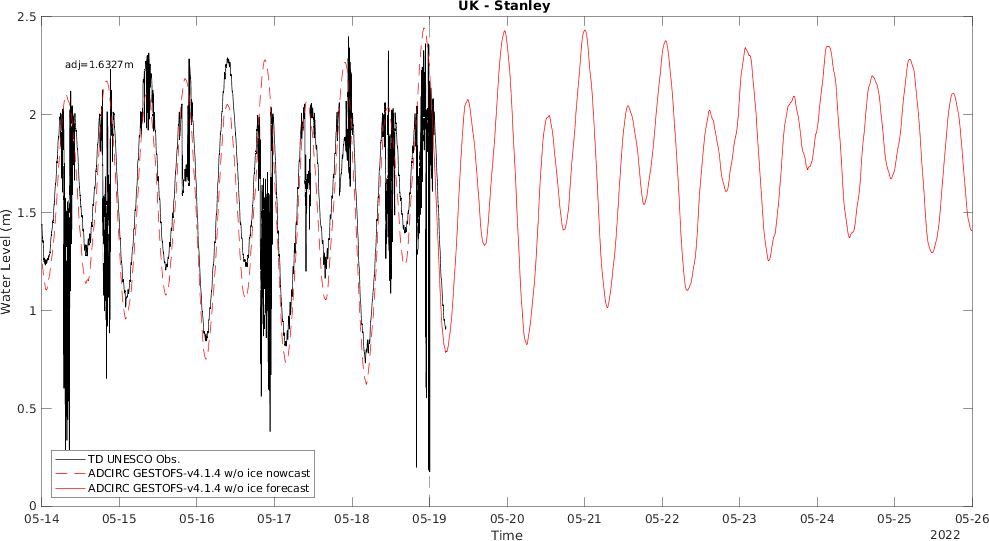 UK - Stanley
adj=1.6327m
2.5
2
1.5
1
0.5
0
Water Level (m)
TD UNESCO Obs.
ADCIRC GESTOFS-v4.1.4 w/o ice nowcast
ADCIRC GESTOFS-v4.1.4 w/o ice forecast
05-14 05-15 05-16 05-17 05-18 05-19 05-20 05-21 05-22 05-23 05-24 05-25 05-26
Time
2022